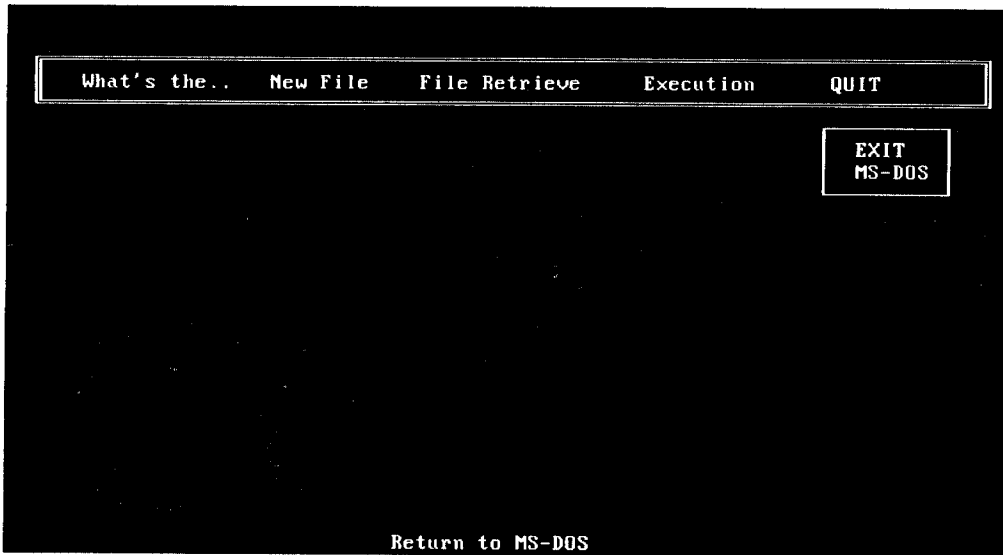 What's the.. New File File Retrieve Execution QUIT
EXIT
MS-DOS
Return to MS-DOS